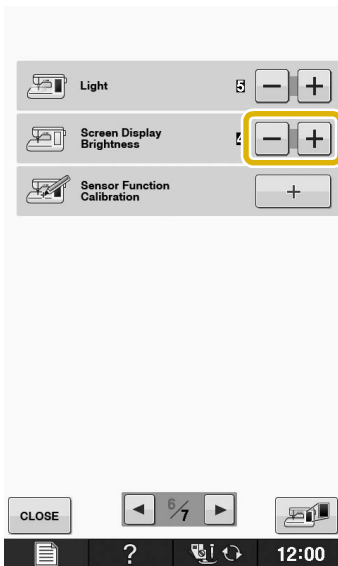 Light 5 − +
Screen Display
Brightness − +
Sensor Function
Calibration +
CLOSE 6/7
? 12:00